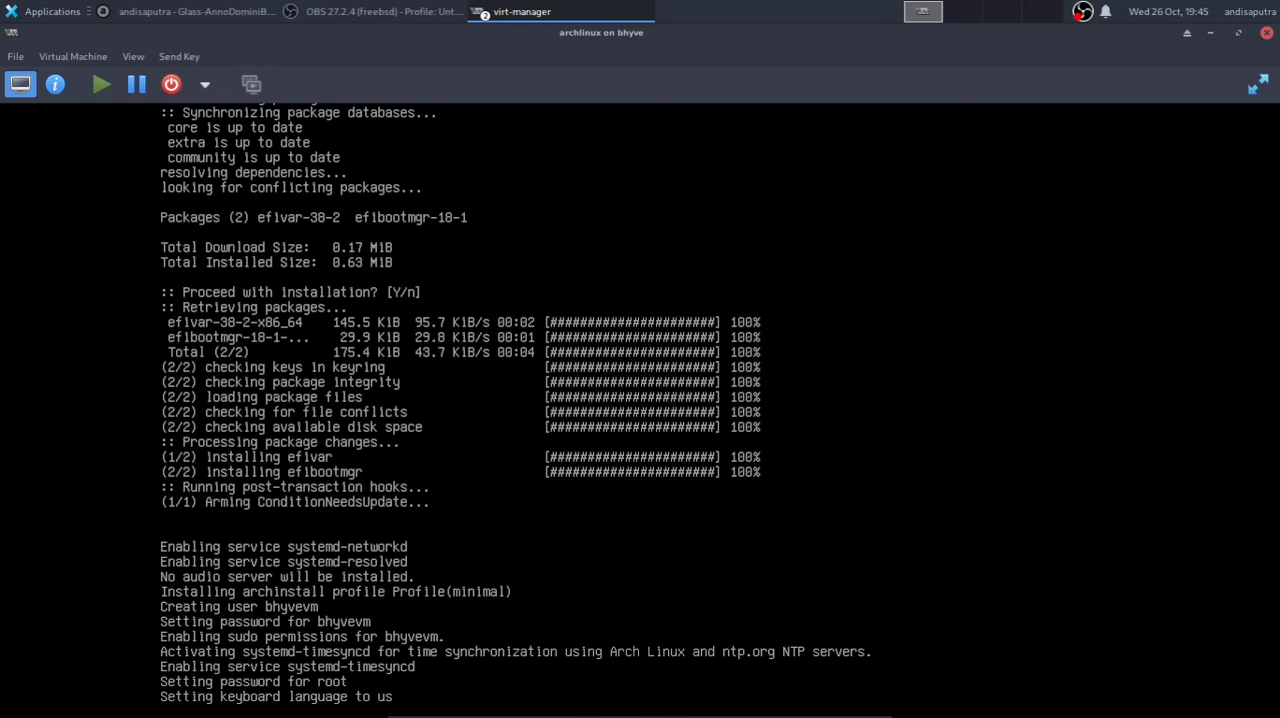 Applications
andisaputra - Glass-AnnoDominiB...
OBS 27.2.4 (freebsd) - Profile: Unt...
2
virt-manager
Wed 26 Oct, 19:45
andisaputra
archlinux on bhyve
File
Virtual Machine
View
Send Key
:: Synchronizing package databases...
core is up to date
extra is up to date
community is up to date
resolving dependencies...
looking for conflicting packages...
Packages (2) efivar-38-2  efibootmgr-18-1
Total Download Size:   0.17 MiB
Total Installed Size:  0.63 MiB
:: Proceed with installation? [Y/n]
:: Retrieving packages...
efivar-38-2-x86_64    145.5 KiB  95.7 KiB/s 00:02 [######################] 100%
efibootmgr-18-1-...    29.9 KiB  29.8 KiB/s 00:01 [######################] 100%
Total (2/2)           175.4 KiB  43.7 KiB/s 00:04 [######################] 100%
(2/2) checking keys in keyring                     [######################] 100%
(2/2) checking package integrity                   [######################] 100%
(2/2) loading package files                        [######################] 100%
(2/2) checking for file conflicts                  [######################] 100%
(2/2) checking available disk space                [######################] 100%
:: Processing package changes...
(1/2) installing efivar                            [######################] 100%
(2/2) installing efibootmgr                        [######################] 100%
:: Running post-transaction hooks...
(1/1) Arming ConditionNeedsUpdate...
Enabling service systemd-networkd
Enabling service systemd-resolved
No audio server will be installed.
Installing archinstall profile Profile(minimal)
Creating user bhyvevm
Setting password for bhyvevm
Enabling sudo permissions for bhyvevm.
Activating systemd-timesyncd for time synchronization using Arch Linux and ntp.org NTP servers.
Enabling service systemd-timesyncd
Setting password for root
Setting keyboard language to us